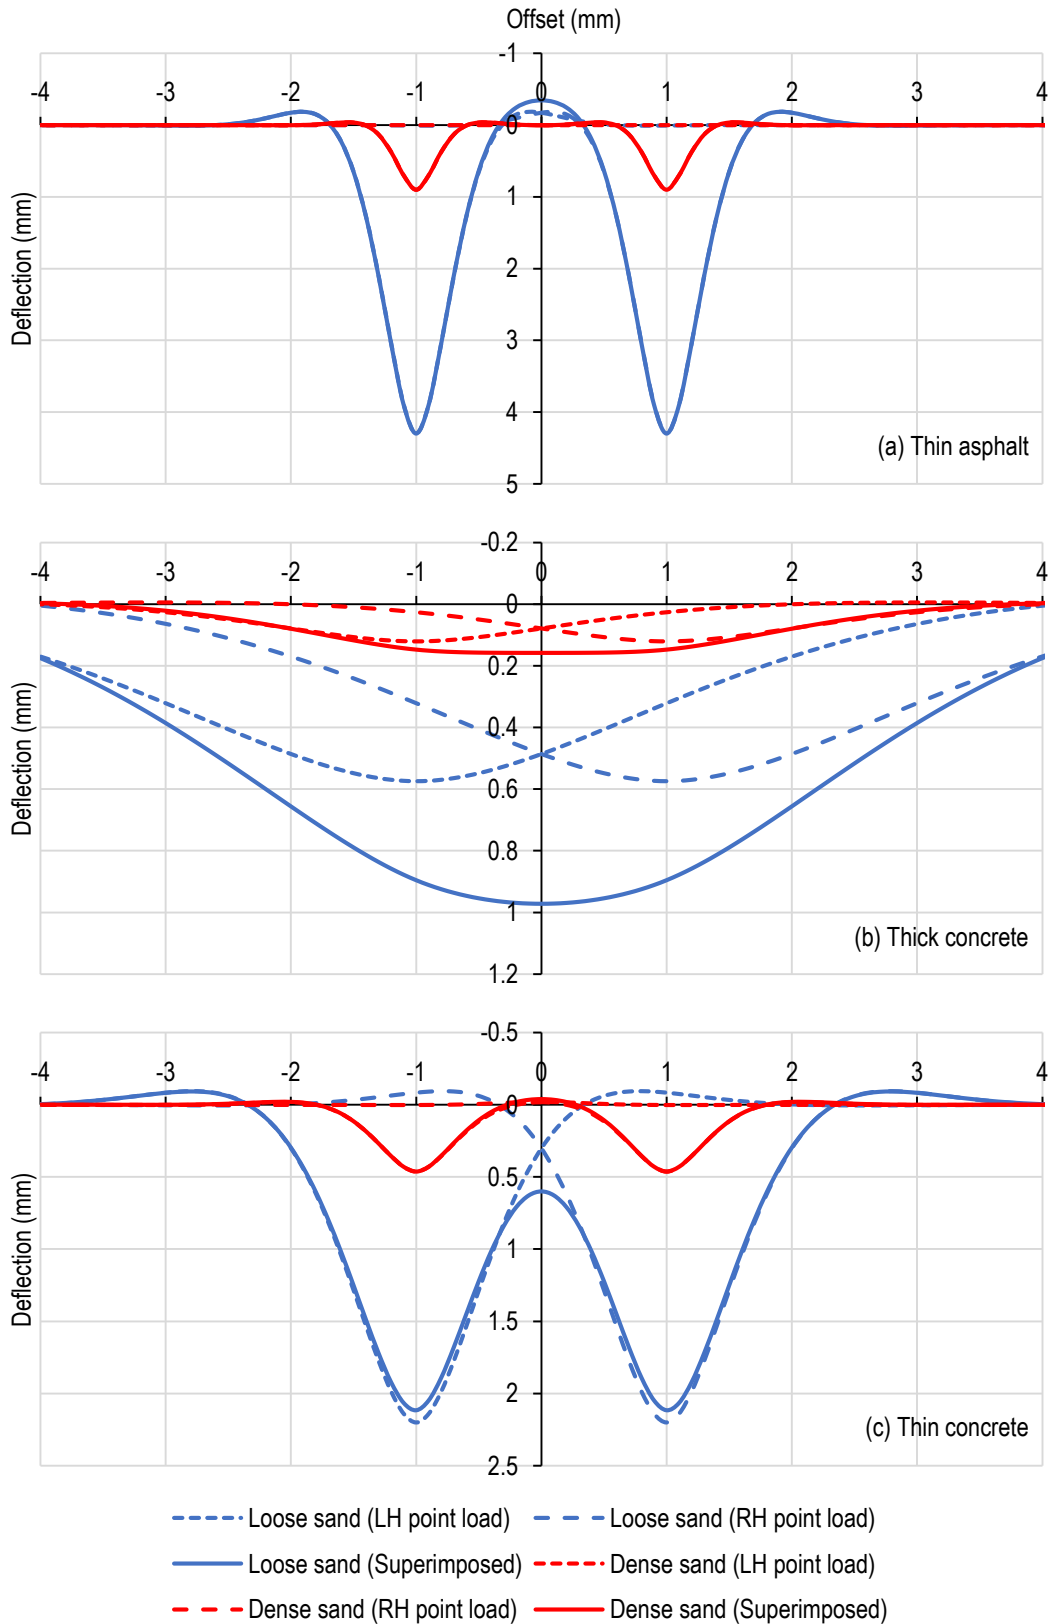 Offset (mm)
-1
-4 -3 -2 -1 0 1 2 3 4
0
1
2
3
4
5
Deflection (mm)
(a) Thin asphalt
-0.2
-4 -3 -2 -1 0 1 2 3 4
0
0.2
0.4
0.6
0.8
1
1.2
Deflection (mm)
(b) Thick concrete
-0.5
-4 -3 -2 -1 0 1 2 3 4
0
0.5
1
1.5
2
2.5
Deflection (mm)
(c) Thin concrete
Loose sand (LH point load) Loose sand (RH point load)
Loose sand (Superimposed) Dense sand (LH point load)
Dense sand (RH point load) Dense sand (Superimposed)